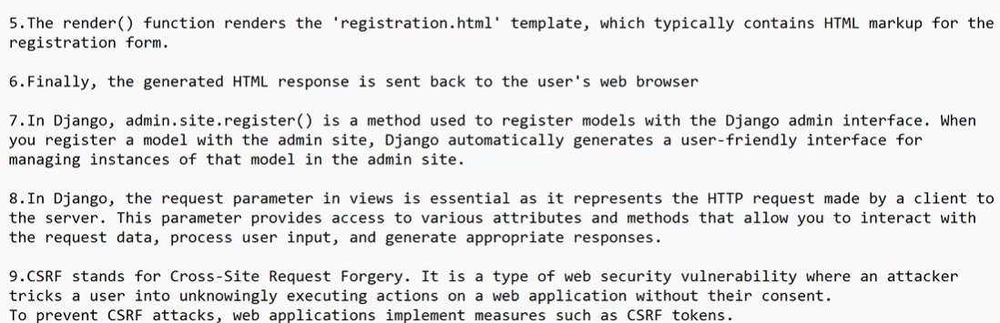 5.The render() function renders the 'registration.html' template, which typically contains HTML markup for the
registration form.
6.Finally, the generated HTML response is sent back to the user's web browser
7.In Django, admin.site.register() is a method used to register models with the Django admin interface. When
you register a model with the admin site, Django automatically generates a user-friendly interface for
managing instances of that model in the admin site.
8.In Django, the request parameter in views is essential as it represents the HTTP request made by a client to
the server. This parameter provides access to various attributes and methods that allow you to interact with
the request data, process user input, and generate appropriate responses.
9.CSRF stands for Cross-Site Request Forgery. It is a type of web security vulnerability where an attacker
tricks a user into unknowingly executing actions on a web application without their consent.
To prevent CSRF attacks, web applications implement measures such as CSRF tokens.